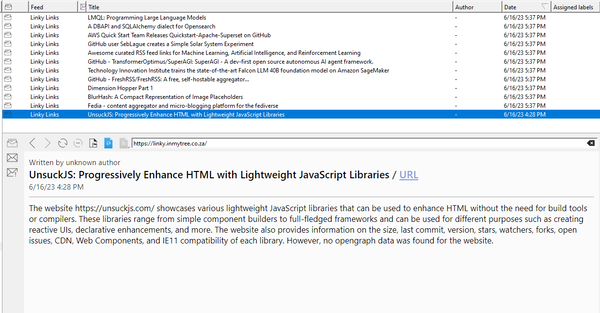 Feed Title Author Date Assigned labels
Linky Links LMQL: Programming Large Language Models - 6/16/23 5:37 PM
Linky Links A DBAPI and SQLAlchemy dialect for Opensearch - 6/16/23 5:37 PM
Linky Links AWS Quick Start Team Releases Quickstart-Apache-Superset on GitHub - 6/16/23 5:37 PM
Linky Links GitHub user SebLague creates a Simple Solar System Experiment - 6/16/23 5:37 PM
Linky Links Awesome curated RSS feed links for Machine Learning, Artificial Intelligence, and Reinforcement Learning - 6/16/23 5:37 PM
Linky Links GitHub - TransformerOptimus/SuperAGI: SuperAGI - A dev-first open source autonomous AI agent framework. - 6/16/23 5:37 PM
Linky Links Technology Innovation Institute trains the state-of-the-art Falcon LLM 40B foundation model on Amazon SageMaker - 6/16/23 5:37 PM
Linky Links GitHub - FreshRSS/FreshRSS: A free, self-hostable aggregator... - 6/16/23 5:37 PM
Linky Links Dimension Hopper Part 1 - 6/16/23 5:37 PM
Linky Links BlurHash: A Compact Representation of Image Placeholders - 6/16/23 5:37 PM
Linky Links Fedia - content aggregator and micro-blogging platform for the fediverse - 6/16/23 5:37 PM
Linky Links UnsuckJS: Progressively Enhance HTML with Lightweight JavaScript Libraries - 6/16/23 4:28 PM
https://linky.inmytree.co.za/
Written by unknown author
UnsuckJS: Progressively Enhance HTML with Lightweight JavaScript Libraries / URL
6/16/23 4:28 PM
The website https://unsuckjs.com/ showcases various lightweight JavaScript libraries that can be used to enhance HTML without the need for build tools
or compilers. These libraries range from simple component builders to full-fledged frameworks and can be used for different purposes such as creating
reactive UIs, declarative enhancements, and more. The website also provides information on the size, last commit, version, stars, watchers, forks, open
issues, CDN, Web Components, and IE11 compatibility of each library. However, no opengraph data was found for the website.